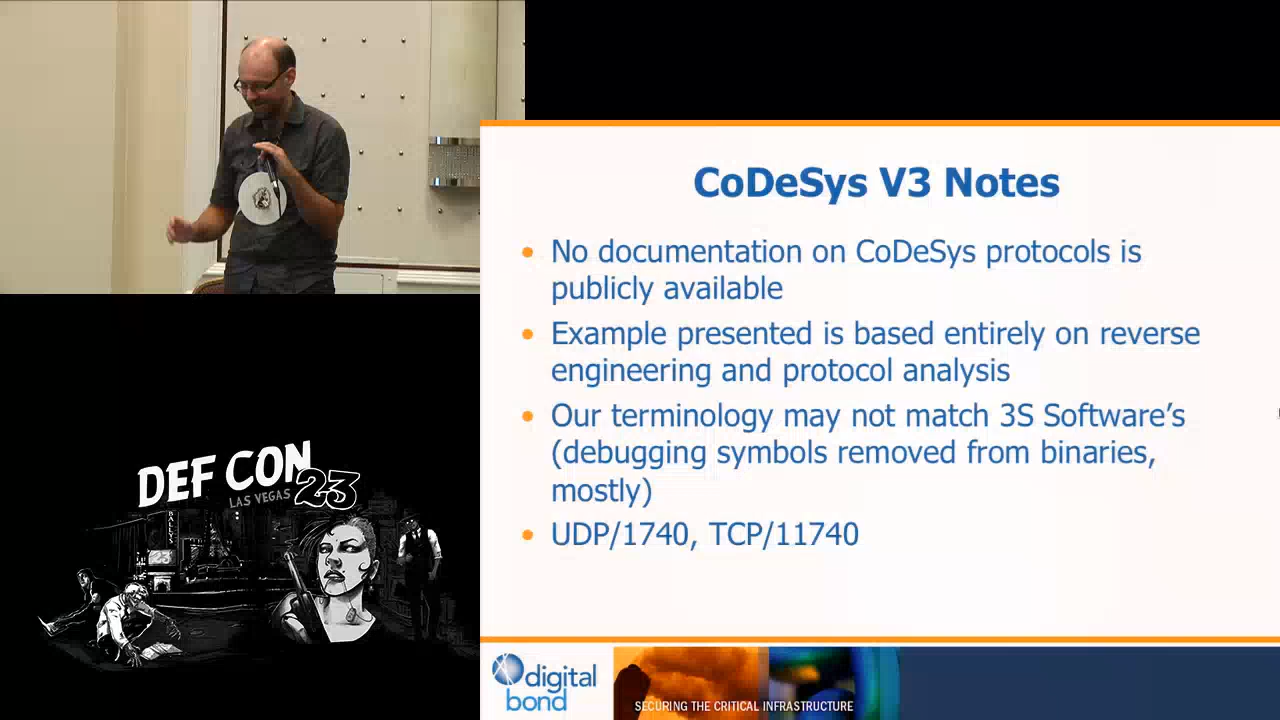 CoDeSys V3 Notes
No documentation on CoDeSys protocols is
publicly available
Example presented is based entirely on reverse
engineering and protocol analysis
Our terminology may not match 3S Software's
(debugging symbols removed from binaries,
mostly)
UDP/1740, TCP/11740
DEF CON
LAS VEGAS 23
BALLYS
digital
bond
SECURING THE CRITICAL INFRASTRUCTURE